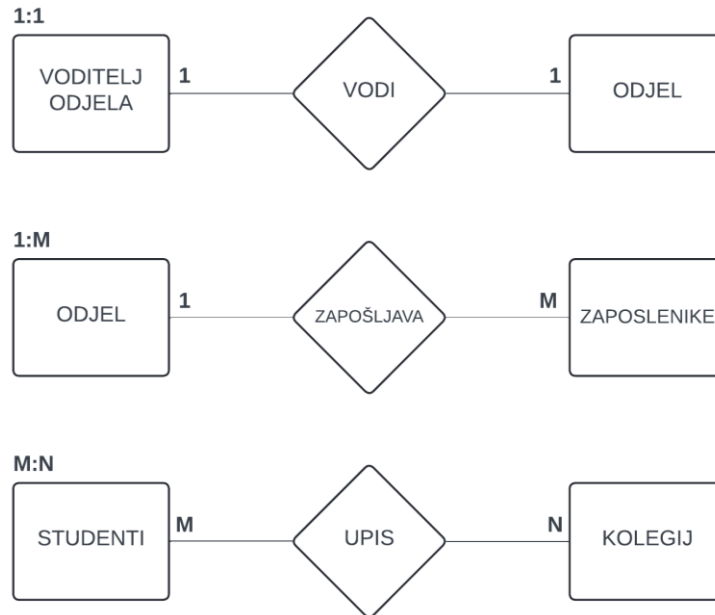 1:1
VODITELJ
ODJELA
1
VODI
1
ODJEL
1:M
ODJEL
1
ZAPOŠLJAVA
M
ZAPOSLENIKE
M:N
STUDENTI
M
UPIS
N
KOLEGIJ